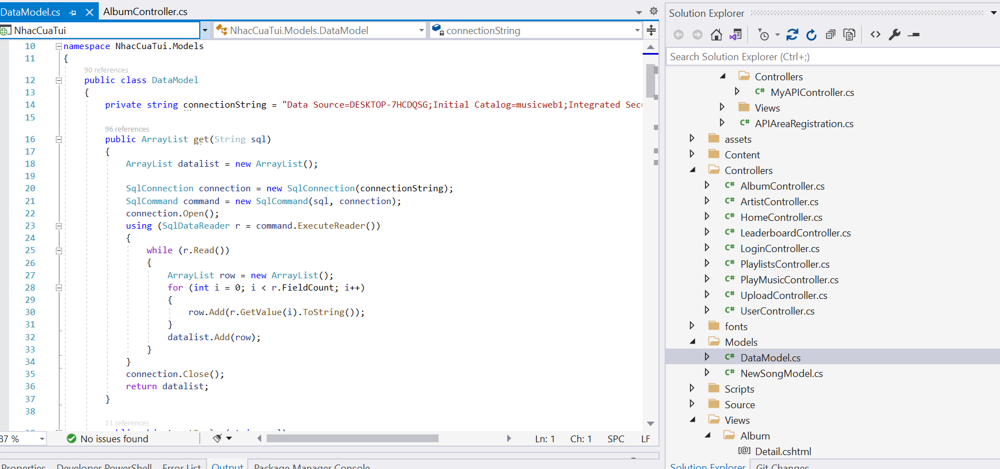 DataModel.cs
AlbumController.cs
NhacCuaTui
NhacCuaTui.Models.DataModel
connectionString
10 namespace NhacCuaTui.Models
11 {
90 references
12 public class DataModel
13 {
14 private string connectionString = "Data Source=DESKTOP-7HCDQSG;Initial Catalog=musicweb1;Integrated Secu
15
96 references
16 public ArrayList get(String sql)
17 {
18 ArrayList datalist = new ArrayList();
19
20 SqlConnection connection = new SqlConnection(connectionString);
21 SqlCommand command = new SqlCommand(sql, connection);
22 connection.Open();
23 using (SqlDataReader r = command.ExecuteReader())
24 {
25 while (r.Read())
26 {
27 ArrayList row = new ArrayList();
28 for (int i = 0; i < r.FieldCount; i++)
29 {
30 row.Add(r.GetValue(i).ToString());
31 }
32 datalist.Add(row);
33 }
34 }
35 connection.Close();
36 return datalist;
37 }
38
11 references
87 %
No issues found
Ln: 1
Ch: 1
SPC
LF
Properties
Developer PowerShell
Error List
Output
Package Manager Console
Solution Explorer
Search Solution Explorer (Ctrl+;)
Controllers
C# MyAPIController.cs
Views
C# APIAreaRegistration.cs
assets
Content
Controllers
C# AlbumController.cs
C# ArtistController.cs
C# HomeController.cs
C# LeaderboardController.cs
C# LoginController.cs
C# PlaylistsController.cs
C# PlayMusicController.cs
C# UploadController.cs
C# UserController.cs
fonts
Models
C# DataModel.cs
C# NewSongModel.cs
Scripts
Source
Views
Album
[@] Detail.cshtml
Solution Explorer
Git Changes